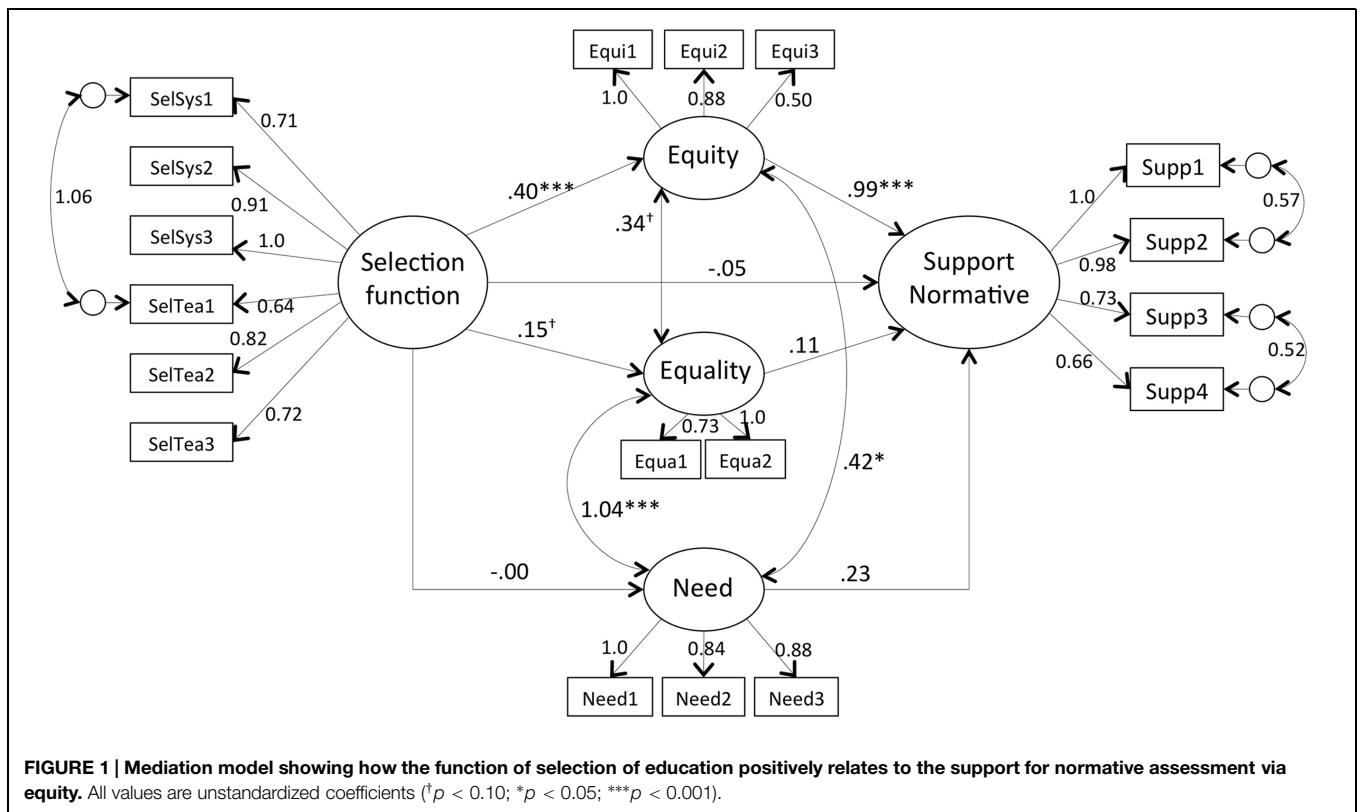 Equi1 Equi2 Equi3
1.0 0.88 0.50
SelSys1
0.71
SelSys2
0.91
SelSys3
1.0
SelTea1
0.64
SelTea2
0.82
SelTea3
0.72
1.06
Selection
function
Equity
.40***
.99***
.34†
-.05
.15†
Equality
.11
0.73 1.0
Equa1 Equa2
.42*
1.04***
-.00
Need
.23
1.0 0.84 0.88
Need1 Need2 Need3
Support
Normative
1.0
Supp1
0.57
0.98
Supp2
0.73
Supp3
0.52
0.66
Supp4
FIGURE 1 | Mediation model showing how the function of selection of education positively relates to the support for normative assessment via
equity. All values are unstandardized coefficients (†p < 0.10; *p < 0.05; ***p < 0.001).